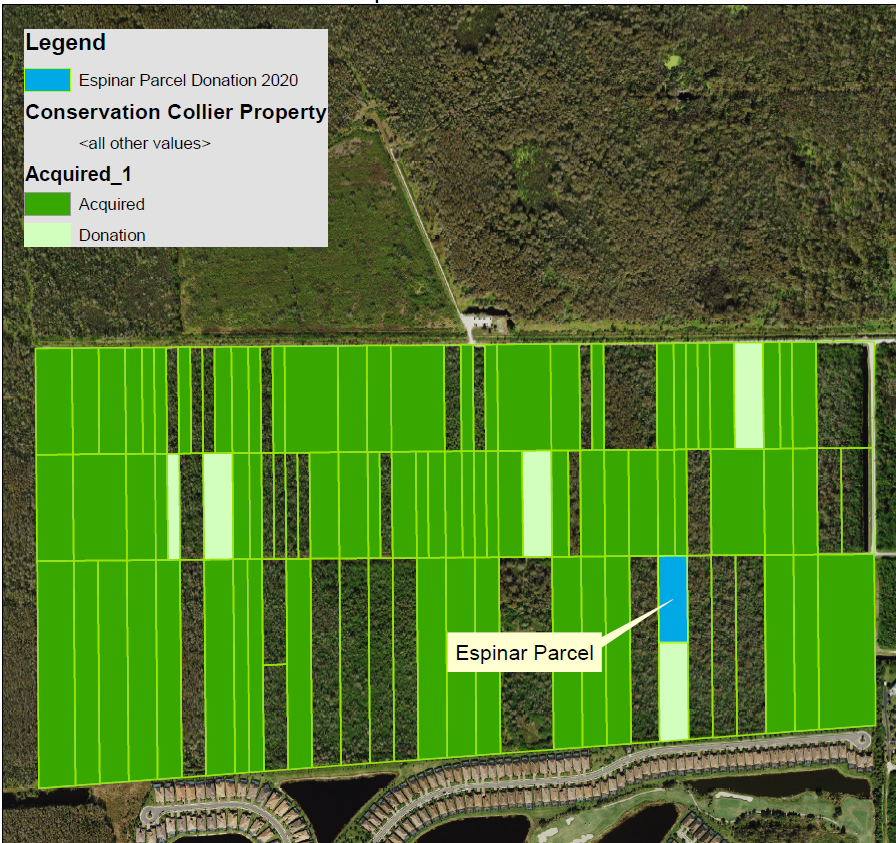 Legend
Espinar Parcel Donation 2020
Conservation Collier Property
<all other values>
Acquired_1
Acquired
Donation
Espinar Parcel